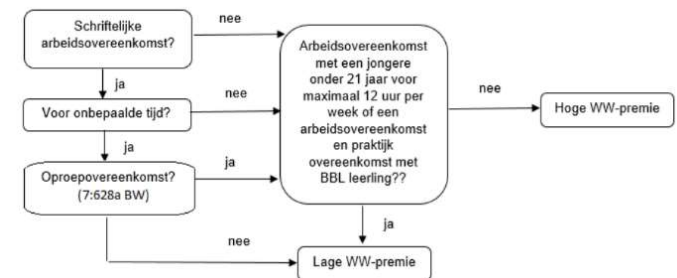 Schriftelijke
arbeidsovereenkomst?
nee
ja
Voor onbepaalde tijd?
nee
ja
Oproepovereenkomst?
(7:628a BW)
ja
nee
Arbeidsovereenkomst
met een jongere
onder 21 jaar voor
maximaal 12 uur per
week of een
arbeidsovereenkomst
en praktijk
overeenkomst met
BBL leerling??
nee
Hoge WW-premie
ja
Lage WW-premie